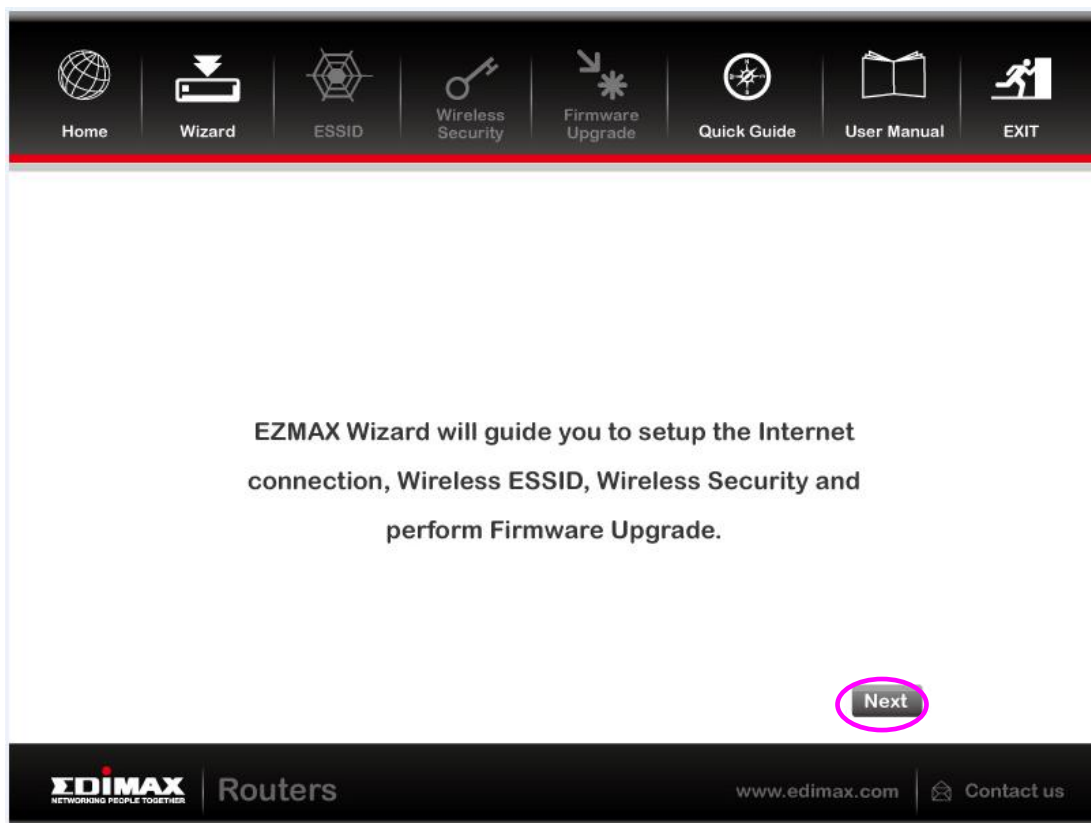 Home
Wizard
ESSID
Wireless
Security
Firmware
Upgrade
Quick Guide
User Manual
EXIT
EZMAX Wizard will guide you to setup the Internet
connection, Wireless ESSID, Wireless Security and
perform Firmware Upgrade.
Next
EDIMAX
NETWORKING PEOPLE TOGETHER
Routers
www.edimax.com
Contact us